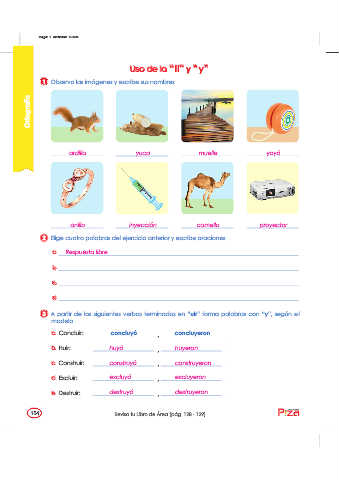 Uso de la "ll" y "y"
Ortografía
1 Observa las imágenes y escribe sus nombres
ardilla yuca muelle yoyó
anillo inyección camello proyector
2 Elige cuatro palabras del ejercicio anterior y escribe oraciones
Respuesta libre
3 A partir de los siguientes verbos terminados en "uir" forma palabras con "y", según el
modelo
a. Concluir: concluyó , concluyeron
b. Huir: huyó , huyeron
c. Construir: construyó , construyeron
d. Excluir: excluyó , excluyeron
e. Destruir: destruyó , destruyeron
Revisa tu Libro de Área (pág. 138 - 139)